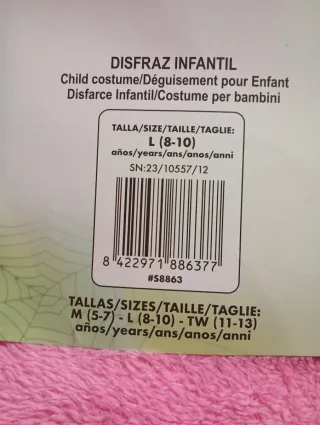 DISFRAZ INFANTIL
Child costume/Déguisement pour Enfant
Disfarce Infantil/Costume per bambini
TALLA/SIZE/TAILLE/TAGLIE:
L (8-10)
años/years/ans/anos/anni
SN:23/10557/12
8 422971 886377
#S8863
TALLAS/SIZES/TAILLE/TAGLIE:
M (5-7) - L (8-10) - TW (11-13)
años/years/ans/anos/anni